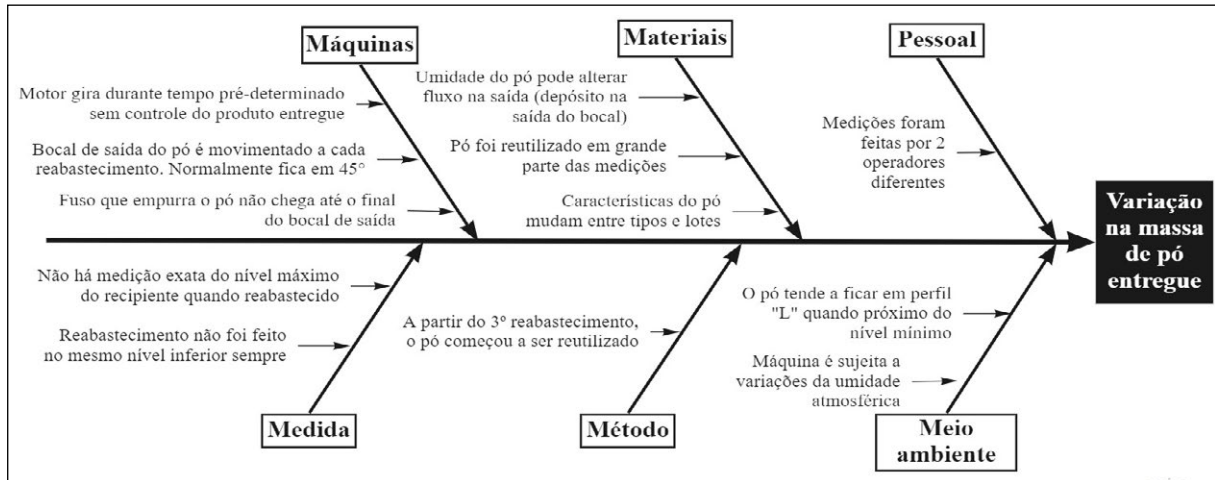 Máquinas
Motor gira durante tempo pré-determinado
sem controle do produto entregue
Bocal de saída do pó é movimentado a cada
reabastecimento. Normalmente fica em 45°
Fuso que empurra o pó não chega até o final
do bocal de saída
Materiais
Umidade do pó pode alterar
fluxo na saída (depósito na
saída do bocal)
Pó foi reutilizado em grande
parte das medições
Características do pó
mudam entre tipos e lotes
Pessoal
Medições foram
feitas por 2
operadores
diferentes
Variação
na massa
de pó
entregue
Não há medição exata do nível máximo
do recipiente quando reabastecido
Reabastecimento não foi feito
no mesmo nível inferior sempre
Medida
A partir do 3º reabastecimento,
o pó começou a ser reutilizado
Método
O pó tende a ficar em perfil
"L" quando próximo do
nível mínimo
Máquina é sujeita a
variações da umidade
atmosférica
Meio
ambiente